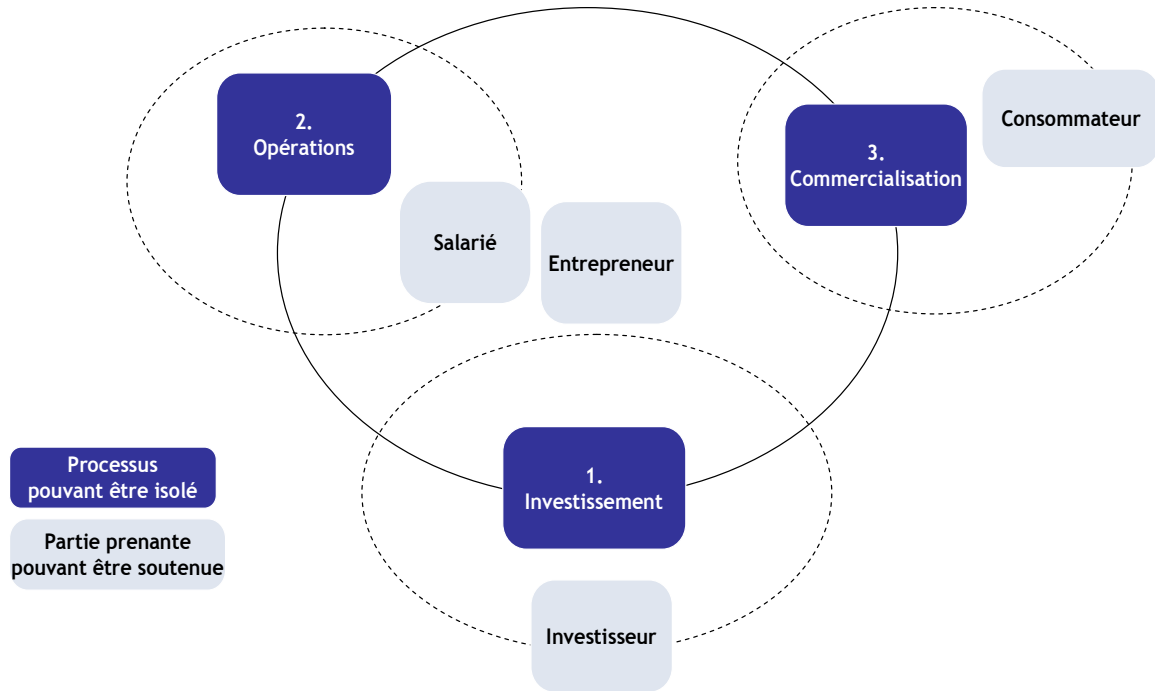 2.
Opérations
3.
Commercialisation
Consommateur
Salarié
Entrepreneur
1.
Investissement
Investisseur
Processus
pouvant être isolé
Partie prenante
pouvant être soutenue